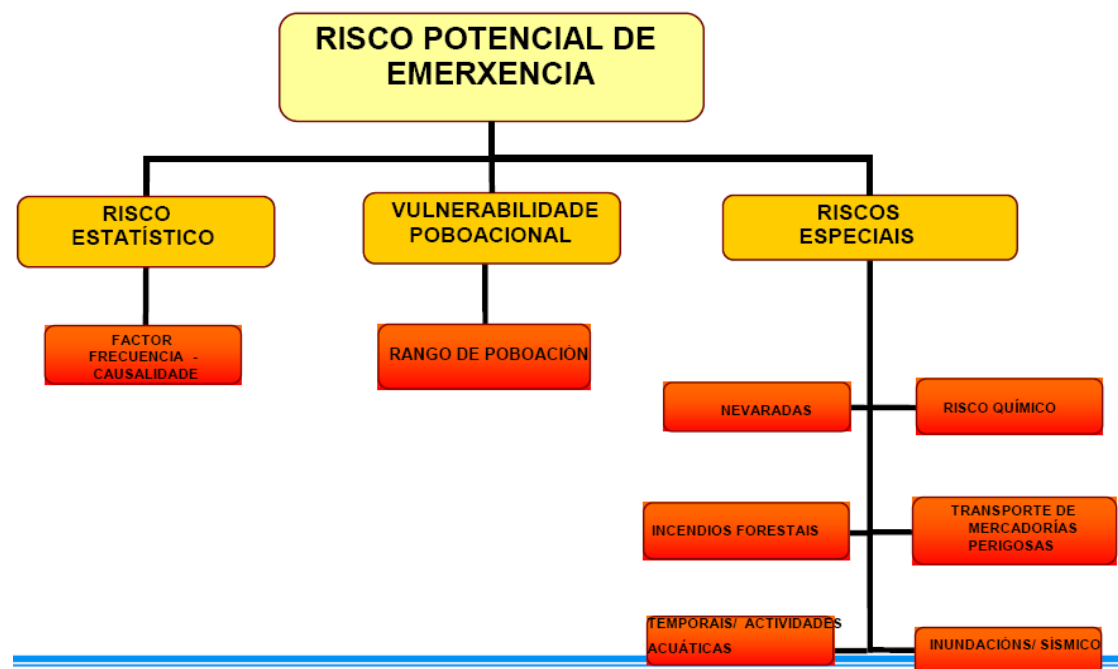 RISCO POTENCIAL DE
EMERXENCIA
RISCO
ESTATÍSTICO
VULNERABILIDADE
POBOACIONAL
RISCOS
ESPECIAIS
FACTOR
FRECUENCIA -
CAUSALIDADE
RANGO DE POBOACIÓN
NEVARADAS
RISCO QUÍMICO
INCENDIOS FORESTAIS
TRANSPORTE DE
MERCADORÍAS
PERIGOSAS
TEMPORAIS/ ACTIVIDADES
ACUÁTICAS
INUNDACIÓNS/ SÍSMICO